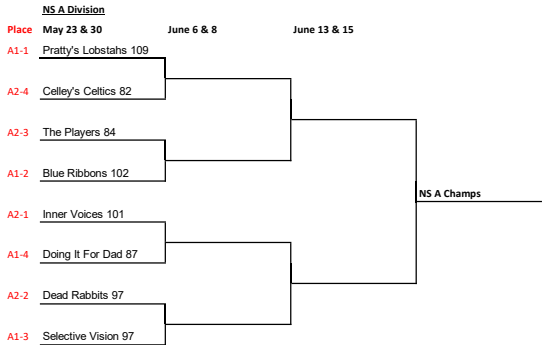 NS A Division
Place May 23 & 30 June 6 & 8 June 13 & 15
A1-1 Pratty's Lobstahs 109
A2-4 Celley's Celtics 82
A2-3 The Players 84
A1-2 Blue Ribbons 102
NS A Champs
A2-1 Inner Voices 101
A1-4 Doing It For Dad 87
A2-2 Dead Rabbits 97
A1-3 Selective Vision 97